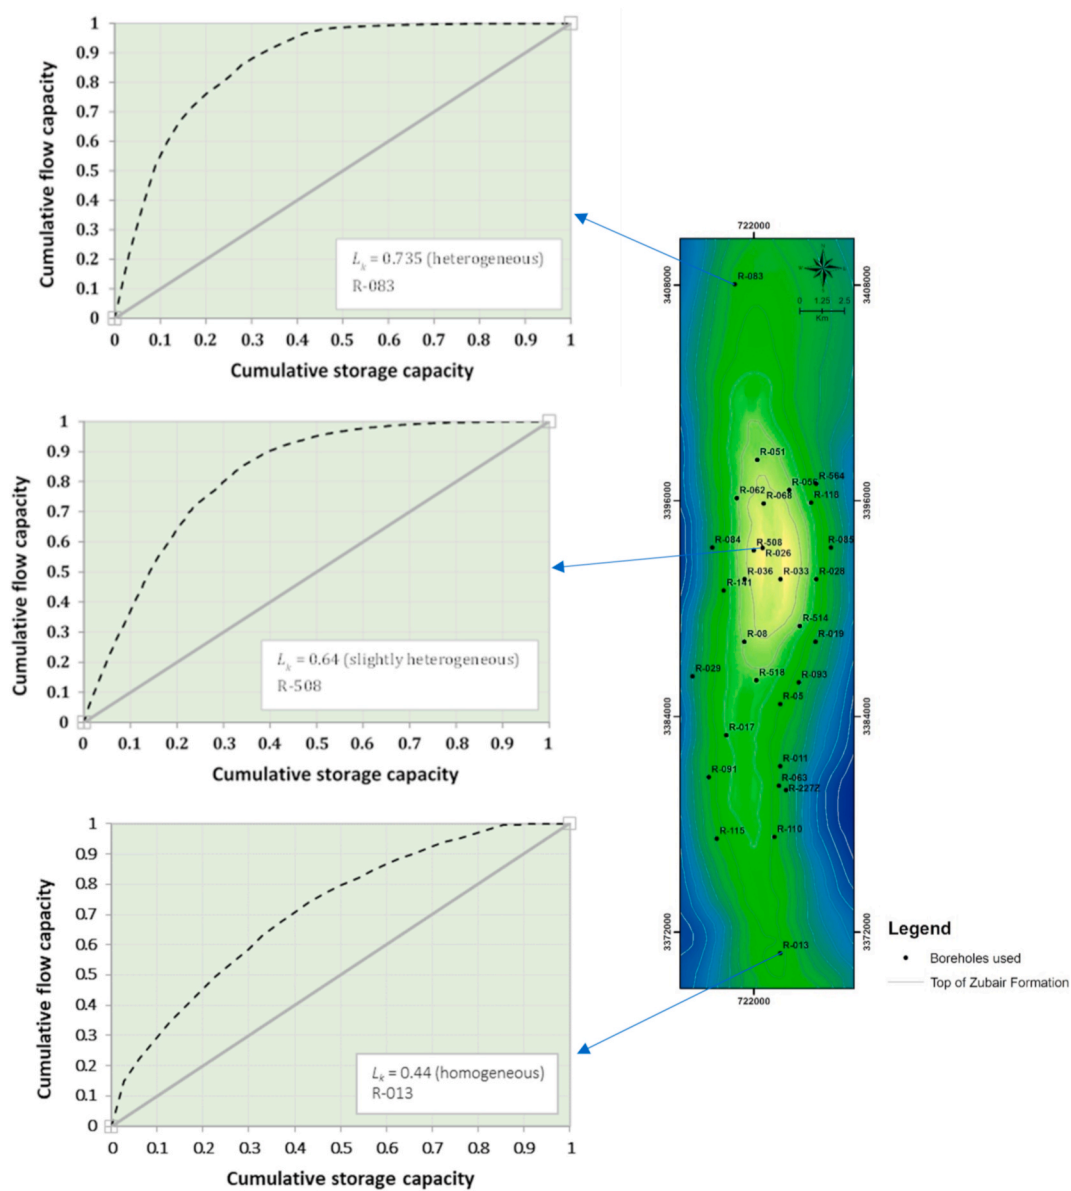 1
0.9
0.8
0.7
0.6
0.5
0.4
0.3
0.2
0.1
0
Cumulative flow capacity
Lk = 0.735 (heterogeneous)
R-083
0 0.1 0.2 0.3 0.4 0.5 0.6 0.7 0.8 0.9 1
Cumulative storage capacity
1
0.9
0.8
0.7
0.6
0.5
0.4
0.3
0.2
0.1
0
Cumulative flow capacity
Lk = 0.64 (slightly heterogeneous)
R-508
0 0.1 0.2 0.3 0.4 0.5 0.6 0.7 0.8 0.9 1
Cumulative storage capacity
1
0.9
0.8
0.7
0.6
0.5
0.4
0.3
0.2
0.1
0
Cumulative flow capacity
Lk = 0.44 (homogeneous)
R-013
0 0.1 0.2 0.3 0.4 0.5 0.6 0.7 0.8 0.9 1
Cumulative storage capacity
722000
3408000 3408000
R-083
0 1.25 2.5
Km
R-051
R-564
R-062 R-068 R-118
3396000 3396000
R-084 R-508 R-085
R-026
R-036 R-033 R-028
R-141
R-514
R-08 R-019
R-029 R-518 R-093
R-05
3384000 3384000
R-017
R-011
R-091 R-063
R-227Z
R-115 R-110
3372000 3372000
R-013
722000
Legend
Boreholes used
Top of Zubair Formation